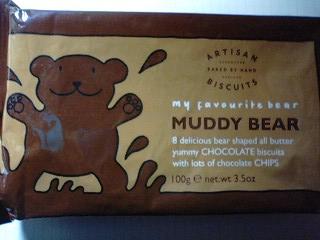 ARTISAN
BAKED BY HAND
BISCUITS
my favourite bear
MUDDY BEAR
8 delicious bear shaped all butter
yummy CHOCOLATE biscuits
with lots of chocolate CHIPS
100g ℮ net.wt 3.5oz